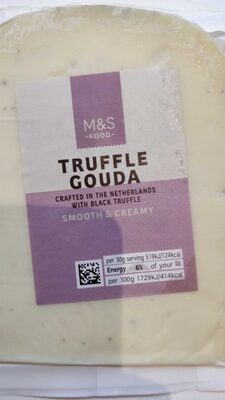 M&S
-FOOD-
TRUFFLE
GOUDA
CRAFTED IN THE NETHERLANDS
WITH BLACK TRUFFLE
SMOOTH & CREAMY
per 30g serving 519kJ/124kcal
Energy 6% of your RI
per 100g 1729kJ/414kcal